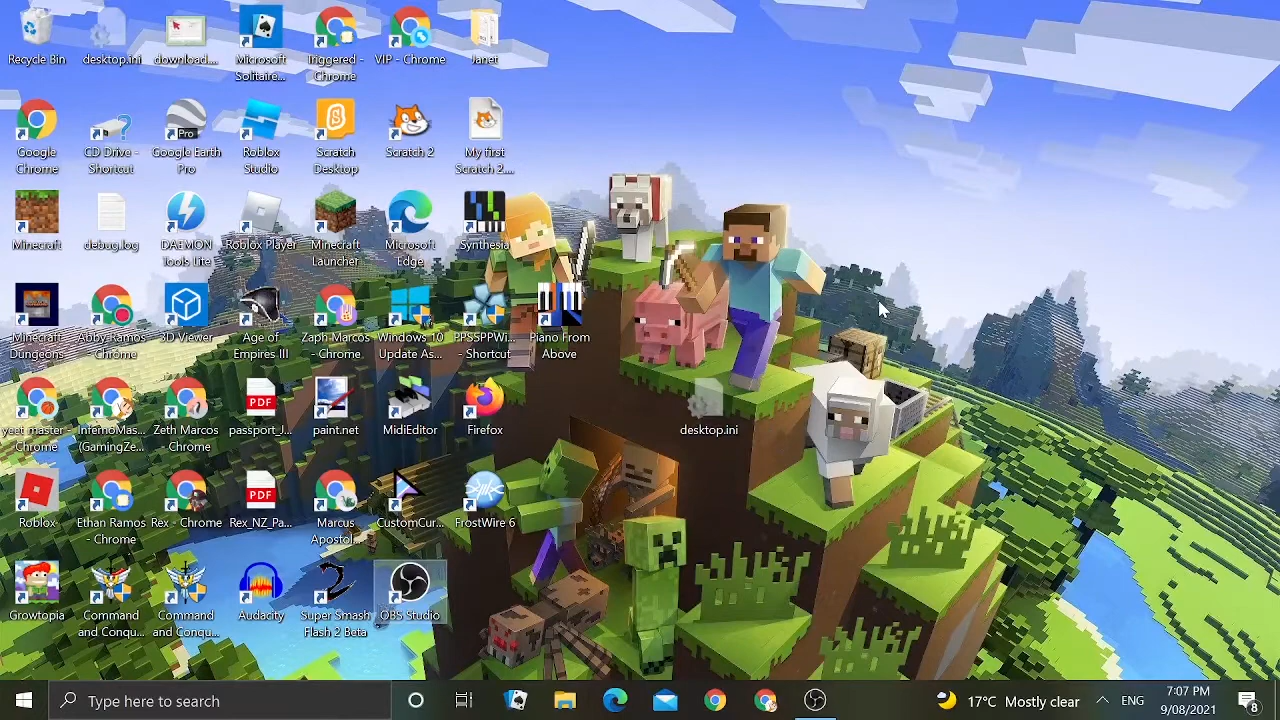 Recycle Bin
desktop.ini
download....
Microsoft
Solitaire...
Triggered -
Chrome
VIP - Chrome
Janet
Google
Chrome
CD Drive -
Shortcut
Pro
Google Earth
Pro
Roblox
Studio
Scratch
Desktop
Scratch 2
My first
Scratch 2....
Minecraft
debug.log
DAEMON
Tools Lite
Roblox Player
Minecraft
Launcher
Microsoft
Edge
Synthesia
Minecraft
Dungeons
Abby Ramos -
Chrome
3D Viewer
Age of
Empires III
Zaph Marcos
- Chrome
Windows 10
Update As...
PPSSPPWi...
- Shortcut
Piano From
Above
yeet master -
Chrome
InfernoMas...
(GamingZe...
Zeth Marcos
- Chrome
PDF
passport_J...
paint.net
MidiEditor
Firefox
desktop.ini
Roblox
Ethan Ramos
- Chrome
Rex - Chrome
PDF
Rex_NZ_Pa...
Marcus
Apostol...
CustomCur...
FrostWire 6
Growtopia
Command
and Conqu...
Command
and Conqu...
Audacity
Super Smash
Flash 2 Beta
OBS Studio
Type here to search
17°C Mostly clear
ENG
7:07 PM
9/08/2021
8